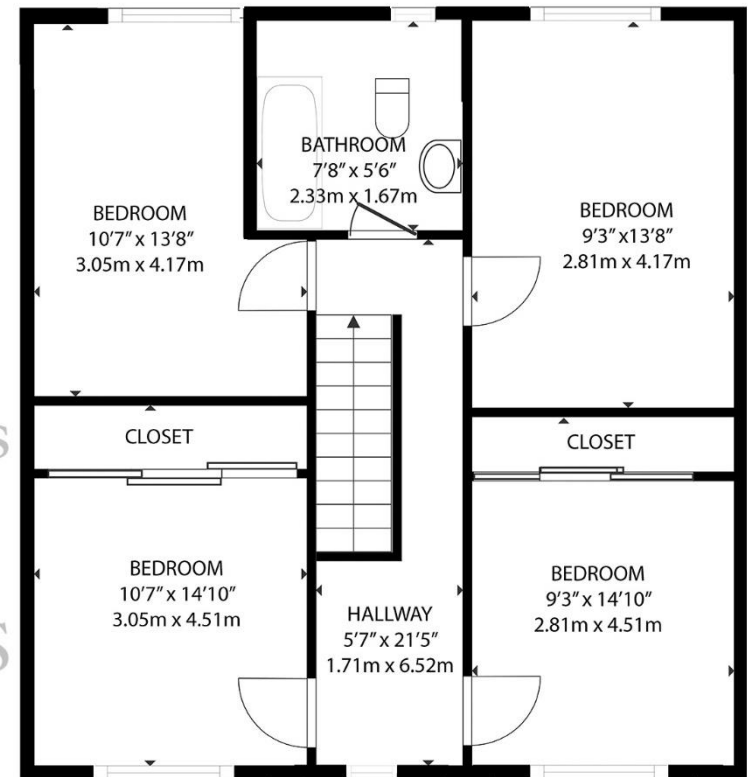 BATHROOM
7'8" x 5'6"
2.33m x 1.67m
BEDROOM
10'7" x 13'8"
3.05m x 4.17m
BEDROOM
9'3" x13'8"
2.81m x 4.17m
CLOSET
CLOSET
BEDROOM
10'7" x 14'10"
3.05m x 4.51m
BEDROOM
9'3" x 14'10"
2.81m x 4.51m
HALLWAY
5'7" x 21'5"
1.71m x 6.52m
s
s